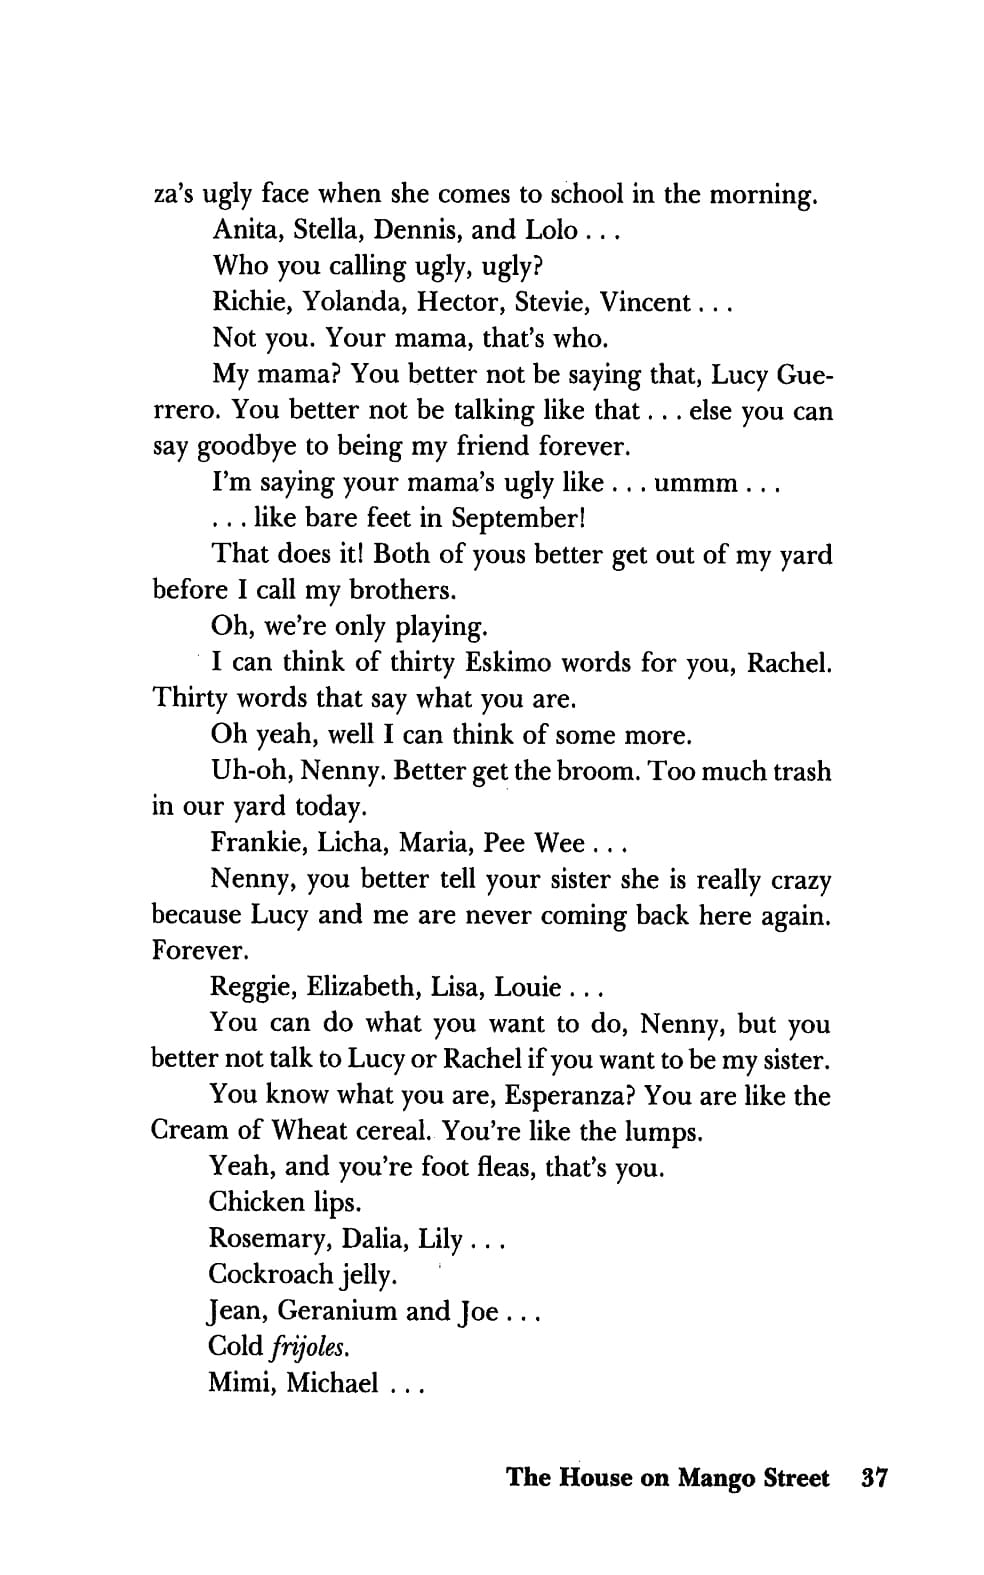 za's ugly face when she comes to school in the morning.
Anita, Stella, Dennis, and Lolo . . .
Who you calling ugly, ugly?
Richie, Yolanda, Hector, Stevie, Vincent . . .
Not you. Your mama, that's who.
My mama? You better not be saying that, Lucy Gue-
rrero. You better not be talking like that . . . else you can
say goodbye to being my friend forever.
I'm saying your mama's ugly like . . . ummm . . .
. . . like bare feet in September!
That does it! Both of yous better get out of my yard
before I call my brothers.
Oh, we're only playing.
I can think of thirty Eskimo words for you, Rachel.
Thirty words that say what you are.
Oh yeah, well I can think of some more.
Uh-oh, Nenny. Better get the broom. Too much trash
in our yard today.
Frankie, Licha, Maria, Pee Wee . . .
Nenny, you better tell your sister she is really crazy
because Lucy and me are never coming back here again.
Forever.
Reggie, Elizabeth, Lisa, Louie . . .
You can do what you want to do, Nenny, but you
better not talk to Lucy or Rachel if you want to be my sister.
You know what you are, Esperanza? You are like the
Cream of Wheat cereal. You're like the lumps.
Yeah, and you're foot fleas, that's you.
Chicken lips.
Rosemary, Dalia, Lily . . .
Cockroach jelly.
Jean, Geranium and Joe . . .
Cold frijoles.
Mimi, Michael . . .
The House on Mango Street 37